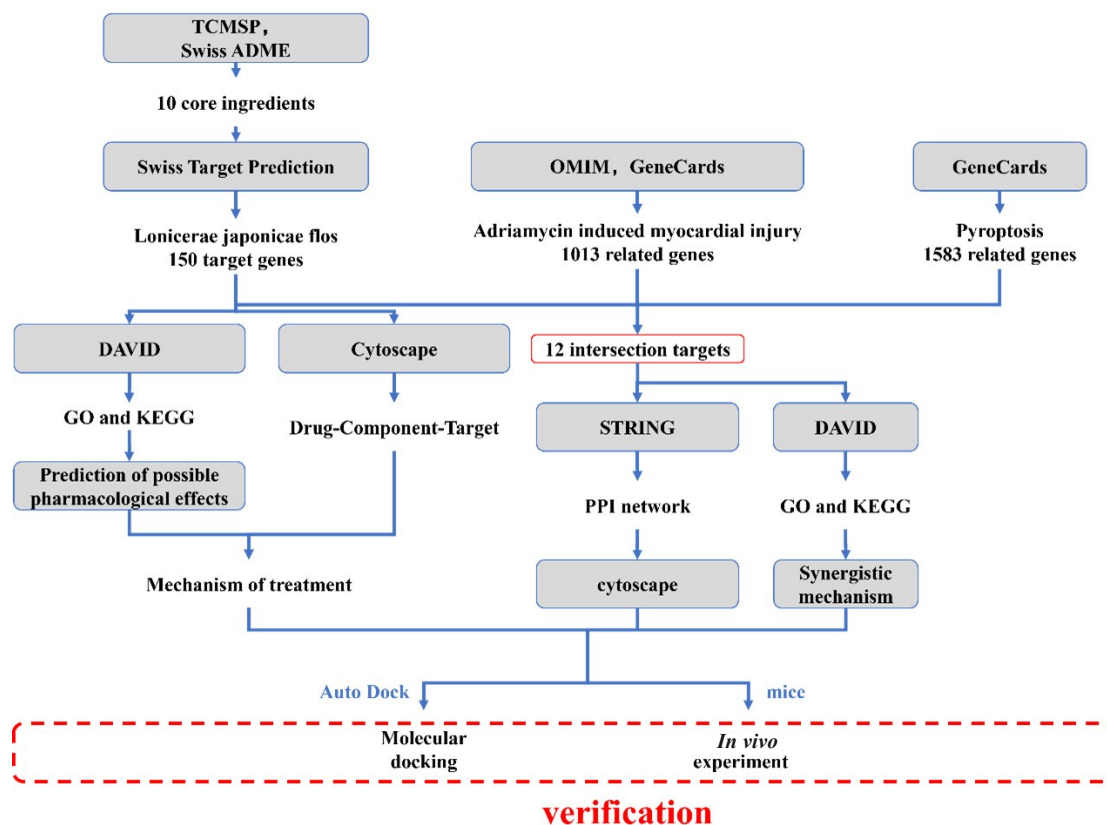 TCMSP，
Swiss ADME
10 core ingredients
Swiss Target Prediction
OMIM，GeneCards
GeneCards
Lonicerae japonicae flos
150 target genes
Adriamycin induced myocardial injury
1013 related genes
Pyroptosis
1583 related genes
DAVID
Cytoscape
12 intersection targets
GO and KEGG
Drug-Component-Target
STRING
DAVID
Prediction of possible
pharmacological effects
PPI network
GO and KEGG
Mechanism of treatment
cytoscape
Synergistic
mechanism
Auto Dock
mice
Molecular
docking
In vivo
experiment
verification